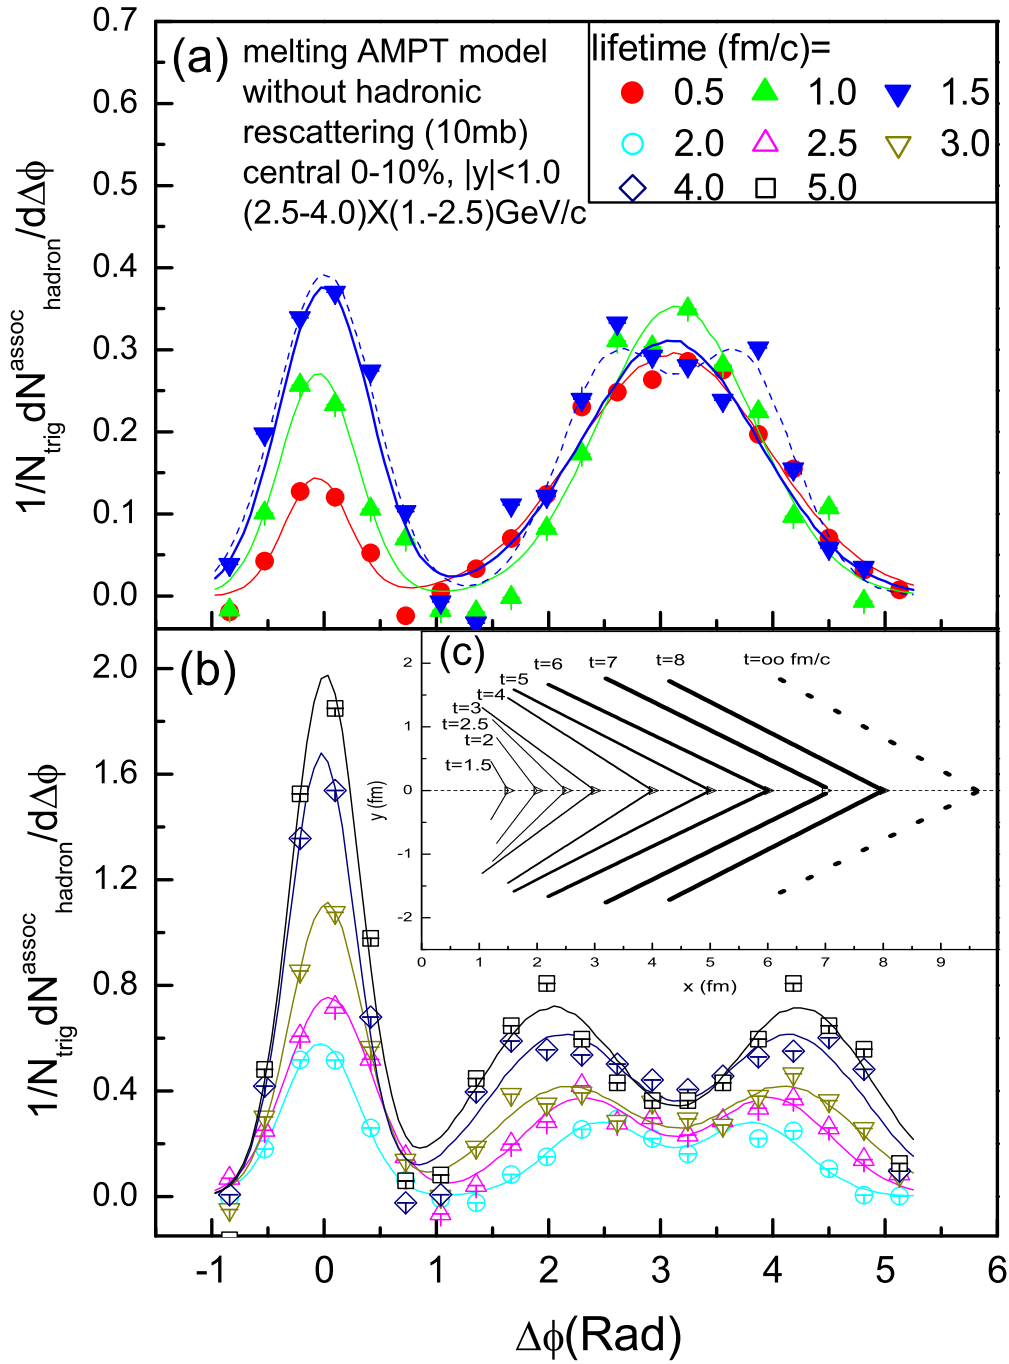 0.7
0.6
0.5
0.4
0.3
0.2
0.1
0.0
1/N_trig dN^assoc_hadron/dΔϕ
(a)
melting AMPT model
without hadronic
rescattering (10mb)
central 0-10%, |y|<1.0
(2.5-4.0)X(1.-2.5)GeV/c
lifetime (fm/c)=
0.5 1.0 1.5
2.0 2.5 3.0
4.0 5.0
(b)
2.0
1.6
1.2
0.8
0.4
0.0
1/N_trig dN^assoc_hadron/dΔϕ
(c)
t=1.5
t=2
t=2.5
t=3
t=4
t=5
t=6
t=7
t=8
t=oo fm/c
2
1
0
-1
-2
y (fm)
0 1 2 3 4 5 6 7 8 9
x (fm)
-1 0 1 2 3 4 5 6
Δϕ(Rad)